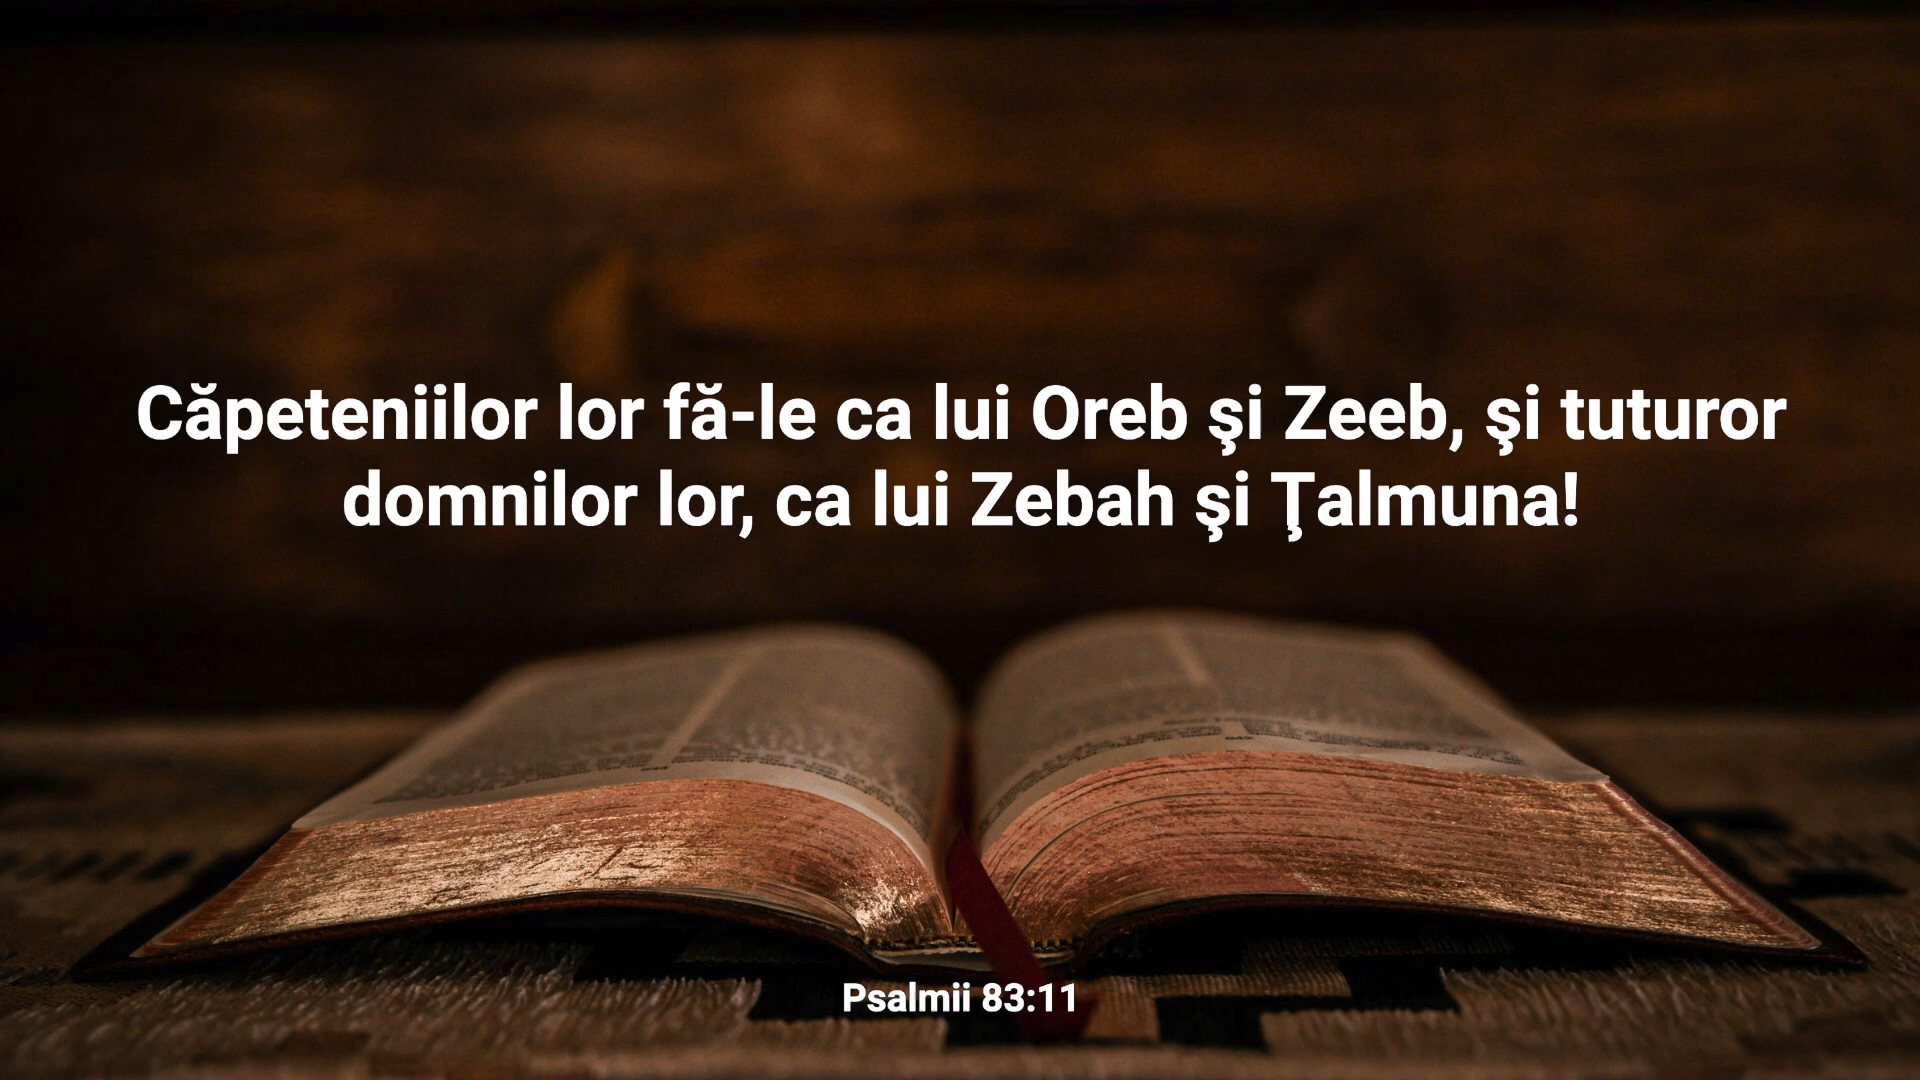 Căpeteniilor lor fă-le ca lui Oreb şi Zeeb, şi tuturor
domnilor lor, ca lui Zebah şi Ţalmuna!
Psalmii 83:11